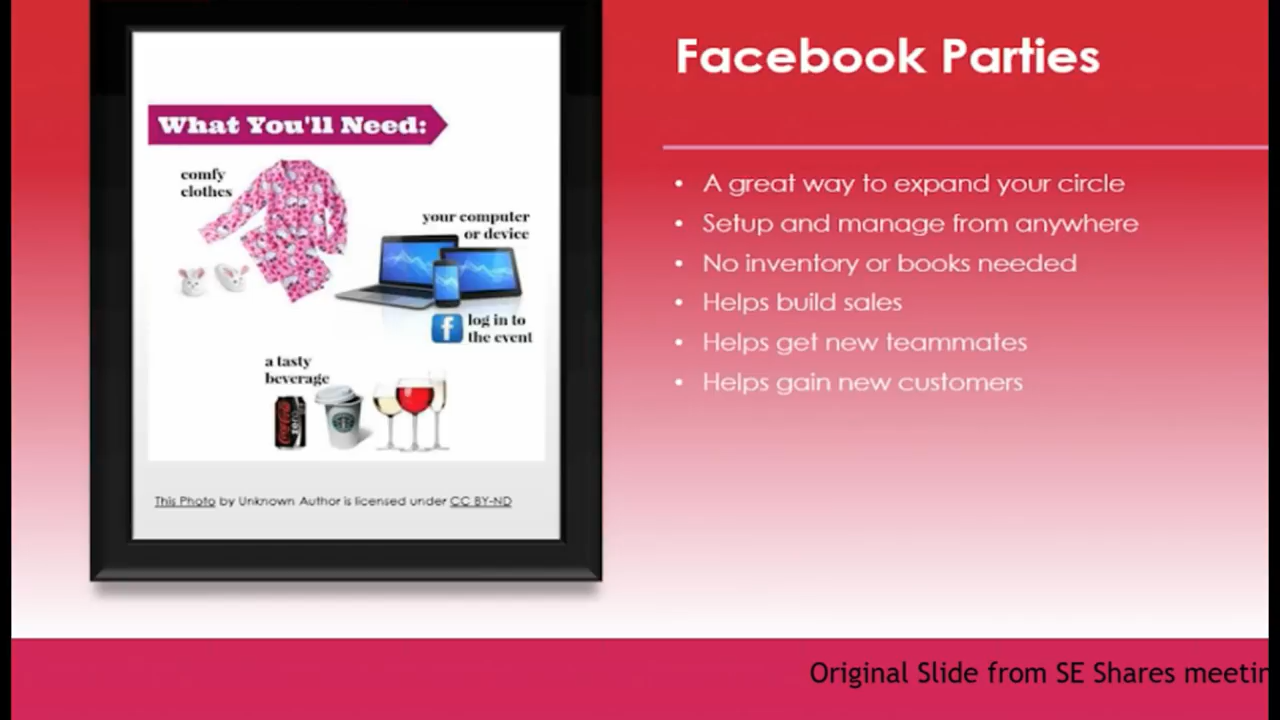 Facebook Parties
What You'll Need:
comfy
clothes
your computer
or device
f
log in to
the event
a tasty
beverage
Coca-Cola
zero
This Photo by Unknown Author is licensed under CC BY-ND
• A great way to expand your circle
• Setup and manage from anywhere
• No inventory or books needed
• Helps build sales
• Helps get new teammates
• Helps gain new customers
Original Slide from SE Shares meetin